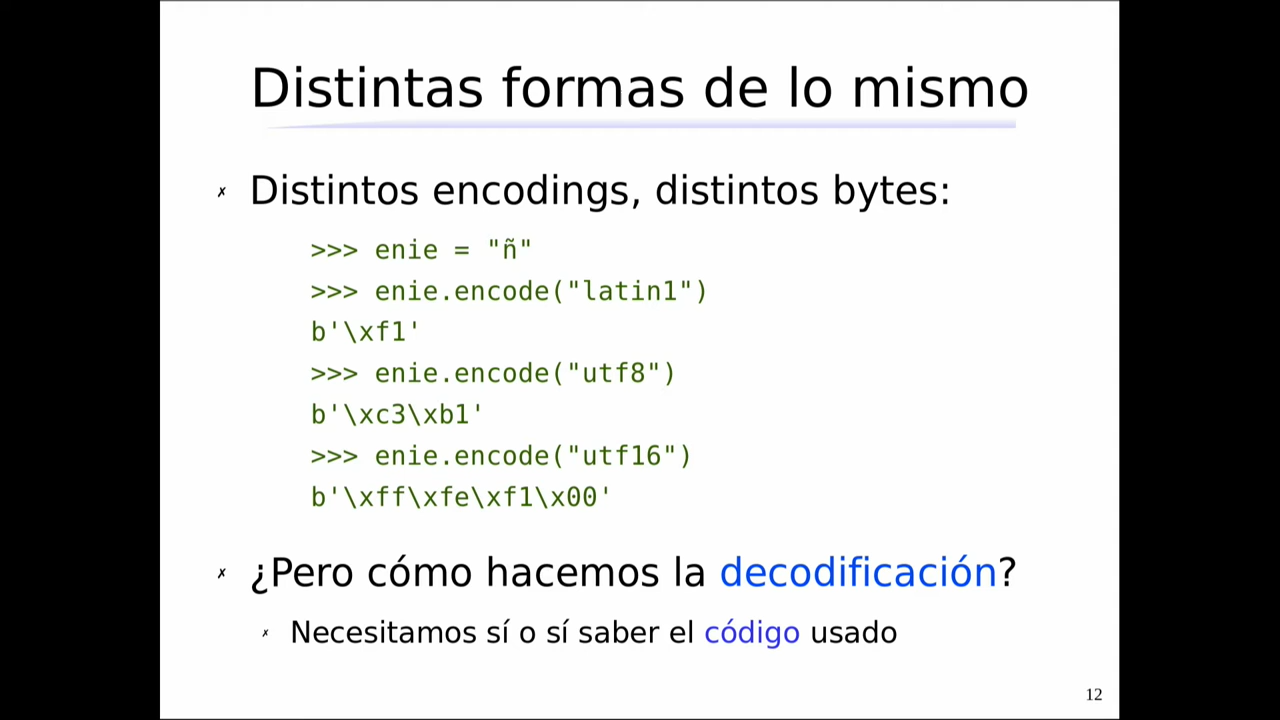 Distintas formas de lo mismo
✗ Distintos encodings, distintos bytes:
>>> enie = "ñ"
>>> enie.encode("latin1")
b'\xf1'
>>> enie.encode("utf8")
b'\xc3\xb1'
>>> enie.encode("utf16")
b'\xff\xfe\xf1\x00'
✗ ¿Pero cómo hacemos la decodificación?
✗ Necesitamos sí o sí saber el código usado
12